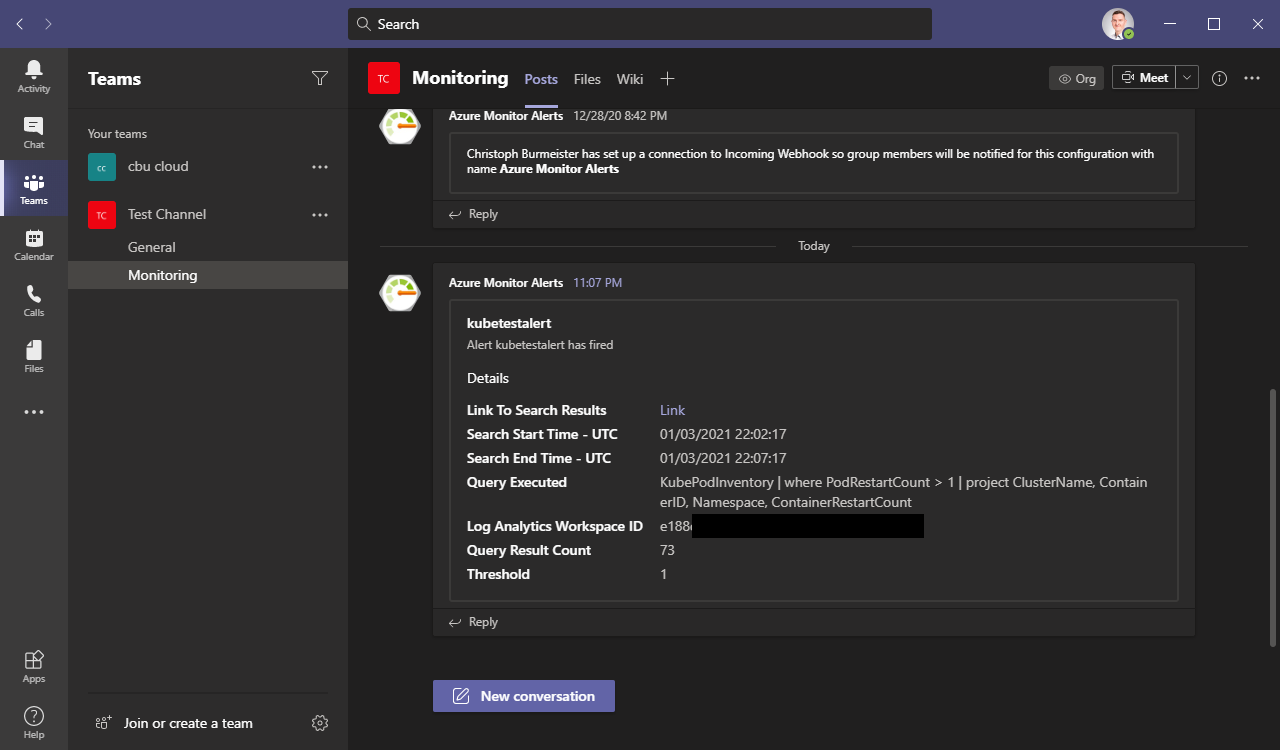 Search
Activity
Chat
Teams
Calendar
Calls
Files
Apps
Help
Teams
Your teams
cc
cbu cloud
TC
Test Channel
General
Monitoring
Join or create a team
TC
Monitoring
Posts
Files
Wiki
Org
Meet
Azure Monitor Alerts 12/28/20 8:42 PM
Christoph Burmeister has set up a connection to Incoming Webhook so group members will be notified for this configuration with
name Azure Monitor Alerts
Reply
Today
Azure Monitor Alerts 11:07 PM
kubetestalert
Alert kubetestalert has fired
Details
Link To Search Results Link
Search Start Time - UTC 01/03/2021 22:02:17
Search End Time - UTC 01/03/2021 22:07:17
Query Executed KubePodInventory | where PodRestartCount > 1 | project ClusterName, Contain
erID, Namespace, ContainerRestartCount
Log Analytics Workspace ID e188
Query Result Count 73
Threshold 1
Reply
New conversation